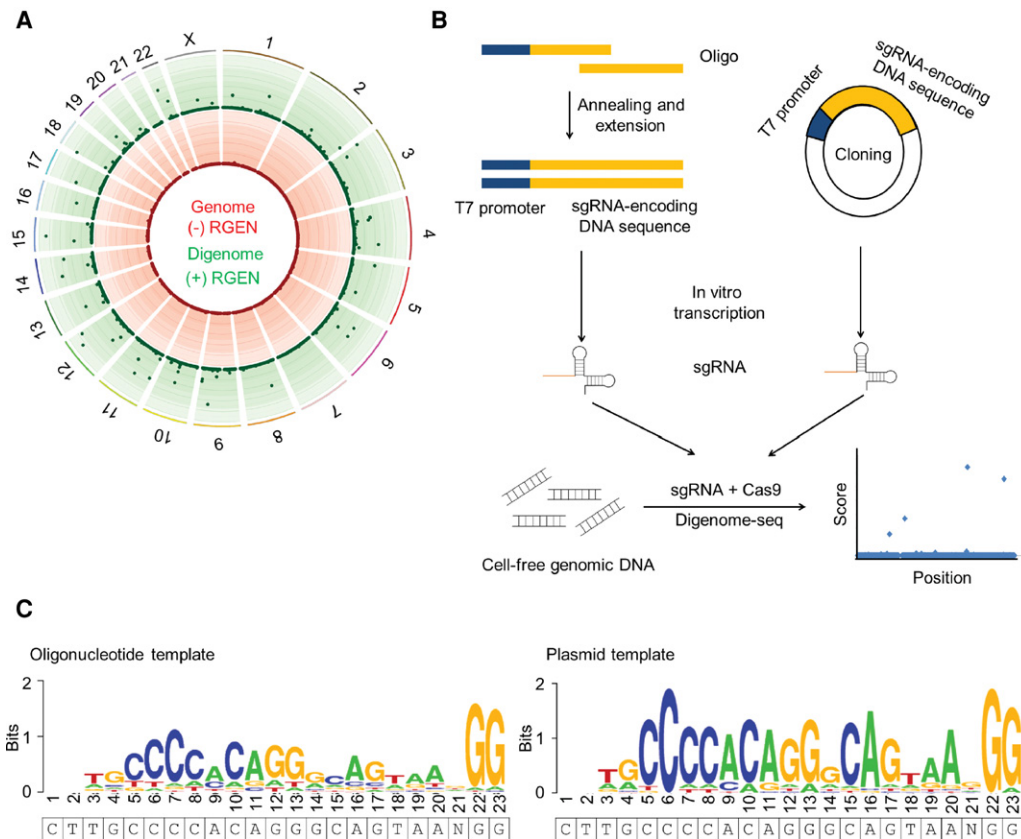 A
1
2
3
4
5
6
7
8
9
10
11
12
13
14
15
16
17
18
19
20
21
22
X
Genome
(-) RGEN
Digenome
(+) RGEN
B
Oligo
Annealing and
extension
T7 promoter
sgRNA-encoding
DNA sequence
T7 promoter
sgRNA-encoding
DNA sequence
Cloning
In vitro
transcription
sgRNA
sgRNA + Cas9
Digenome-seq
Cell-free genomic DNA
Score
Position
C
Oligonucleotide template
Bits
2
1
0
TGCCCCACAGGGCAGTAA GG
1 2 3 4 5 6 7 8 9 10 11 12 13 14 15 16 17 18 19 20 21 22 23
C T T G C C C C A C A G G G C A G T A A N G G
Plasmid template
Bits
2
1
0
TGCCCCACAGGGCAGTAA GG
1 2 3 4 5 6 7 8 9 10 11 12 13 14 15 16 17 18 19 20 21 22 23
C T T G C C C C A C A G G G C A G T A A N G G